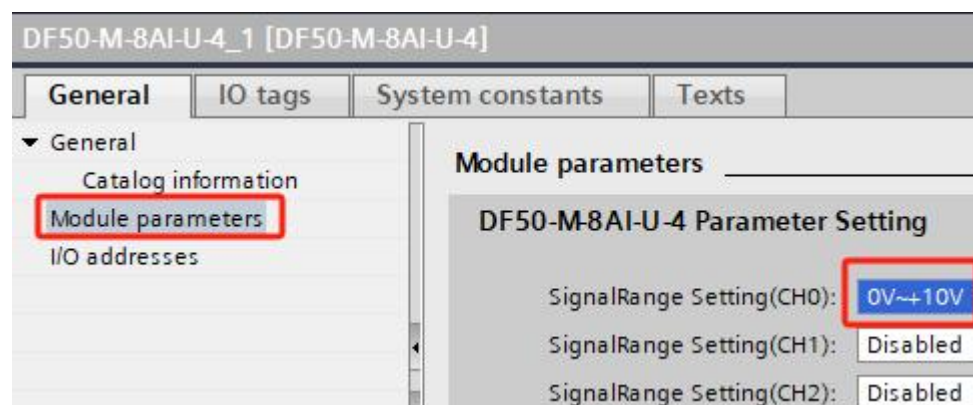 DF50-M-8AI-U-4_1 [DF50-M-8AI-U-4]
General IO tags System constants Texts
General
Catalog information
Module parameters
I/O addresses
Module parameters
DF50-M-8AI-U-4 Parameter Setting
SignalRange Setting(CH0): 0V~+10V
SignalRange Setting(CH1): Disabled
SignalRange Setting(CH2): Disabled